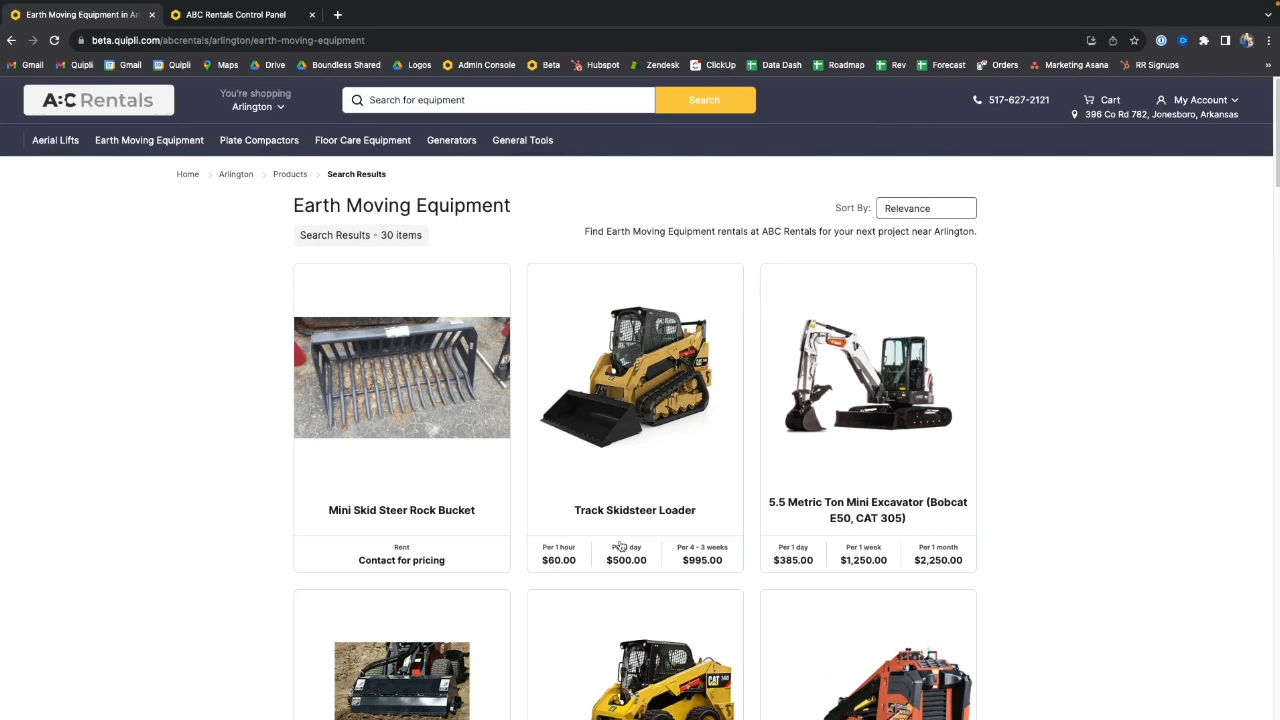 Earth Moving Equipment in Ar
ABC Rentals Control Panel
beta.quipli.com/abcrentals/arlington/earth-moving-equipment
Gmail
Quipli
Gmail
Quipli
Maps
Drive
Boundless Shared
Logos
Admin Console
Beta
Hubspot
Zendesk
ClickUp
Data Dash
Roadmap
Rev
Forecast
Orders
Marketing Asana
RR Signups
A:C Rentals
You're shopping
Arlington
Search for equipment
Search
517-627-2121
Cart
My Account
396 Co Rd 782, Jonesboro, Arkansas
Aerial Lifts
Earth Moving Equipment
Plate Compactors
Floor Care Equipment
Generators
General Tools
Home
Arlington
Products
Search Results
Earth Moving Equipment
Sort By:
Relevance
Search Results - 30 items
Find Earth Moving Equipment rentals at ABC Rentals for your next project near Arlington.
Mini Skid Steer Rock Bucket
Rent
Contact for pricing
Track Skidsteer Loader
Per 1 hour
$60.00
day
$500.00
Per 4 - 3 weeks
$995.00
5.5 Metric Ton Mini Excavator (Bobcat
E50, CAT 305)
Per 1 day
$385.00
Per 1 week
$1,250.00
Per 1 month
$2,250.00
CAT